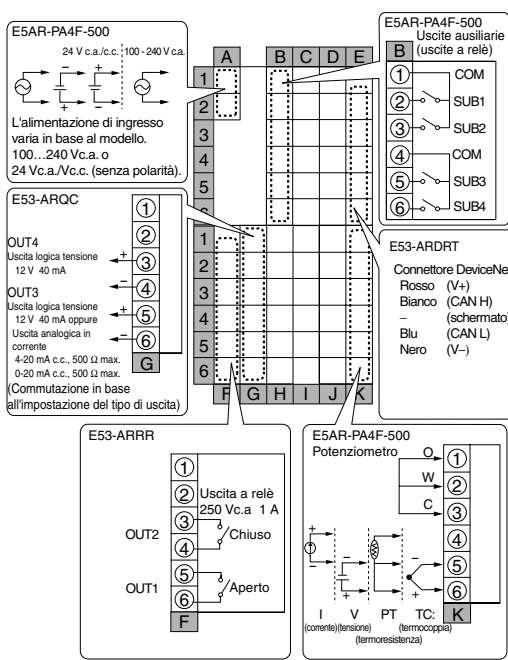 E5AR-PA4F-500
24 V c.a./c.c.
100 - 240 V c.a.
− +
+ −
L'alimentazione di ingresso
varia in base al modello.
100…240 Vc.a. o
24 Vc.a./Vc.c. (senza polarità).
A B C D E
1
2
3
4
5
1
2
3
4
5
6
F G H I J K
E5AR-PA4F-500
Uscite ausiliarie
(uscite a relè)
B
1 COM
2 SUB1
3 SUB2
4 COM
5 SUB3
6 SUB4
E53-ARQC
1
2
OUT4
Uscita logica tensione
12 V 40 mA
+ 3
− 4
OUT3
Uscita logica tensione
12 V 40 mA oppure
Uscita analogica in
corrente
4-20 mA c.c., 500 Ω max.
0-20 mA c.c., 500 Ω max.
+ 5
− 6
G
(Commutazione in base
all'impostazione del tipo di uscita)
E53-ARDRT
Connettore DeviceNe
Rosso (V+)
Bianco (CAN H)
– (schermato)
Blu (CAN L)
Nero (V–)
E53-ARRR
1
2
Uscita a relè
250 Vc.a 1 A
OUT2
3
4
Chiuso
OUT1
5
6
Aperto
F
E5AR-PA4F-500
Potenziometro
O 1
W 2
C 3
4
5
6
+ −
− +
− +
I V PT TC:
(corrente) (tensione) (termocoppia)
(termoresistenza)
K